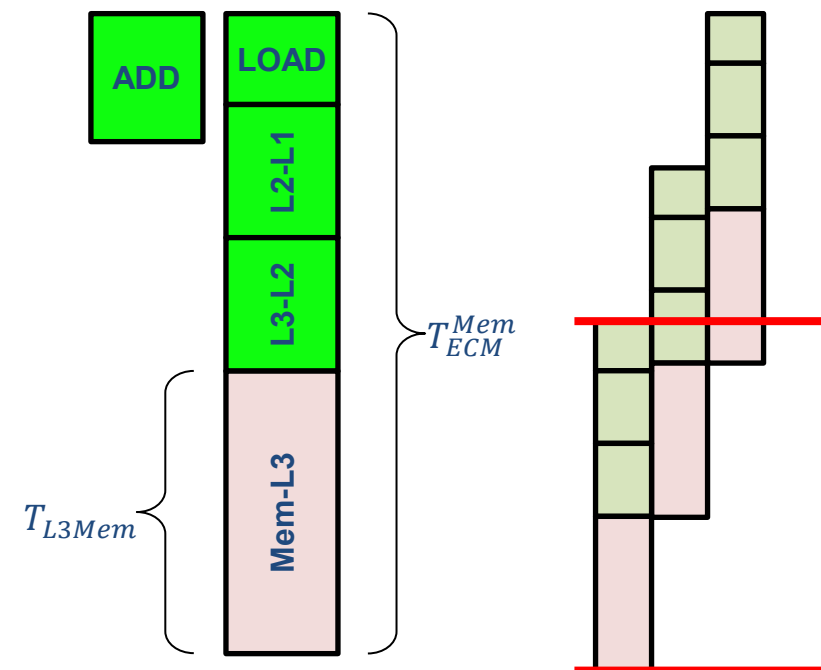 ADD
LOAD
L2-L1
L3-L2
Mem-L3
T_{L3Mem}
T_{ECM}^{Mem}